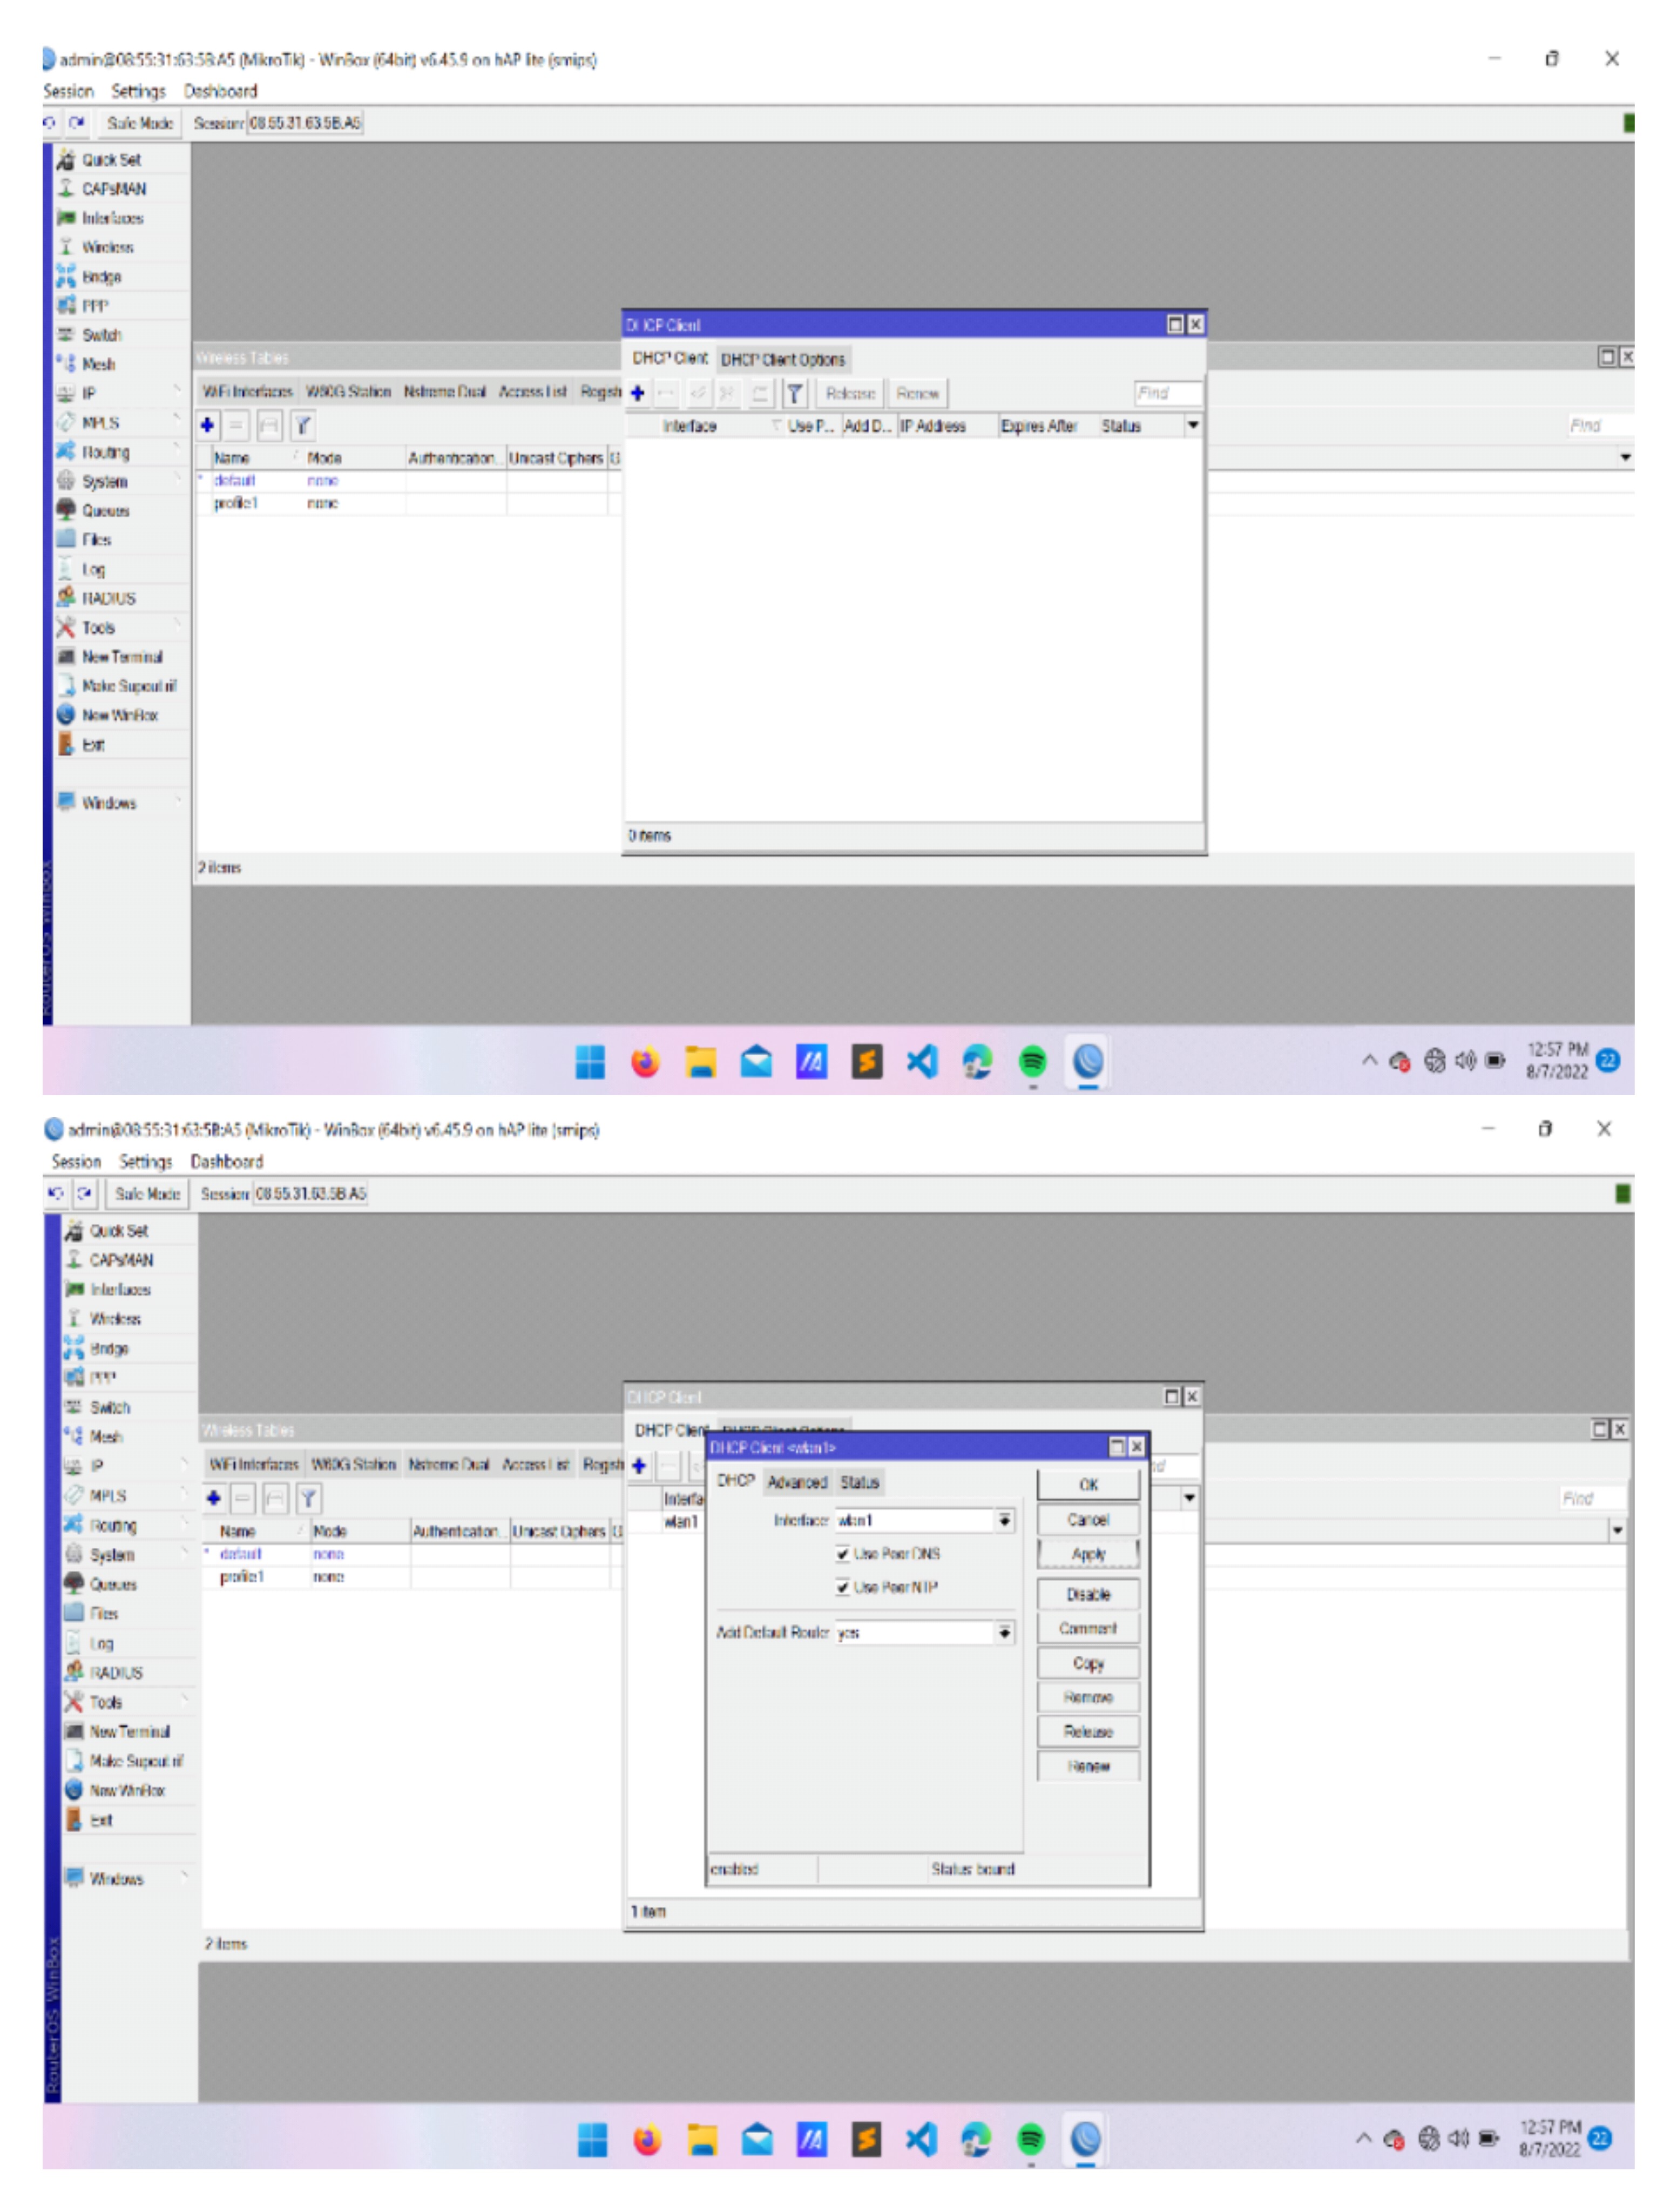 admin@08:55:31:63:5B:A5 (MikroTik) - WinBox (64bit) v6.45.9 on hAP lite (smips)
Session Settings Dashboard
Safe Mode Session: 08:55:31:63:5B:A5
Quick Set
CAPsMAN
Interfaces
Wireless
Bridge
PPP
Switch
Mesh
IP
MPLS
Routing
System
Queues
Files
Log
RADIUS
Tools
New Terminal
Make Supout.rif
New WinBox
Exit
Windows
RouterOS WinBox
Wireless Tables
WiFi Interfaces W60G Station Nstreme Dual Access List Regist
Find
Name Mode Authentication... Unicast Ciphers G
* default none
profile1 none
2 items
DHCP Client
DHCP Client DHCP Client Options
Release Renew Find
Interface Use P... Add D... IP Address Expires After Status
0 items
12:57 PM
8/7/2022
22
admin@08:55:31:63:5B:A5 (MikroTik) - WinBox (64bit) v6.45.9 on hAP lite (smips)
Session Settings Dashboard
Safe Mode Session: 08:55:31:63:5B:A5
Quick Set
CAPsMAN
Interfaces
Wireless
Bridge
PPP
Switch
Mesh
IP
MPLS
Routing
System
Queues
Files
Log
RADIUS
Tools
New Terminal
Make Supout.rif
New WinBox
Exit
Windows
RouterOS WinBox
Wireless Tables
WiFi Interfaces W60G Station Nstreme Dual Access List Regist
Find
Name Mode Authentication... Unicast Ciphers G
* default none
profile1 none
2 items
DHCP Client
DHCP Client DHCP Client Options
Interfa
wlan1
1 item
DHCP Client <wlan1>
DHCP Advanced Status
Interface: wlan1
Use Peer DNS
Use Peer NTP
Add Default Route: yes
OK
Cancel
Apply
Disable
Comment
Copy
Remove
Release
Renew
enabled Status: bound
12:57 PM
8/7/2022
22